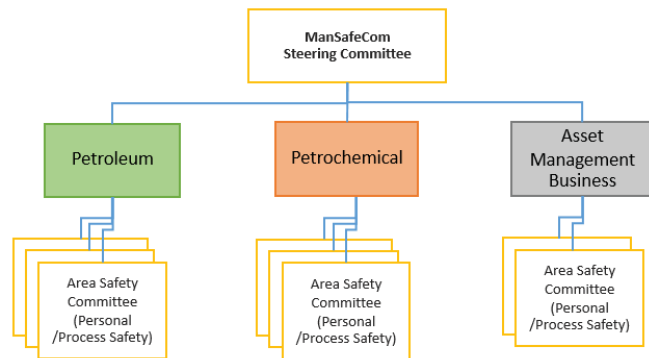 ManSafeCom
Steering Committee
Petroleum
Petrochemical
Asset
Management
Business
Area Safety
Committee
(Personal
/Process Safety)
Area Safety
Committee
(Personal
/Process Safety)
Area Safety
Committee
(Personal
/Process Safety)